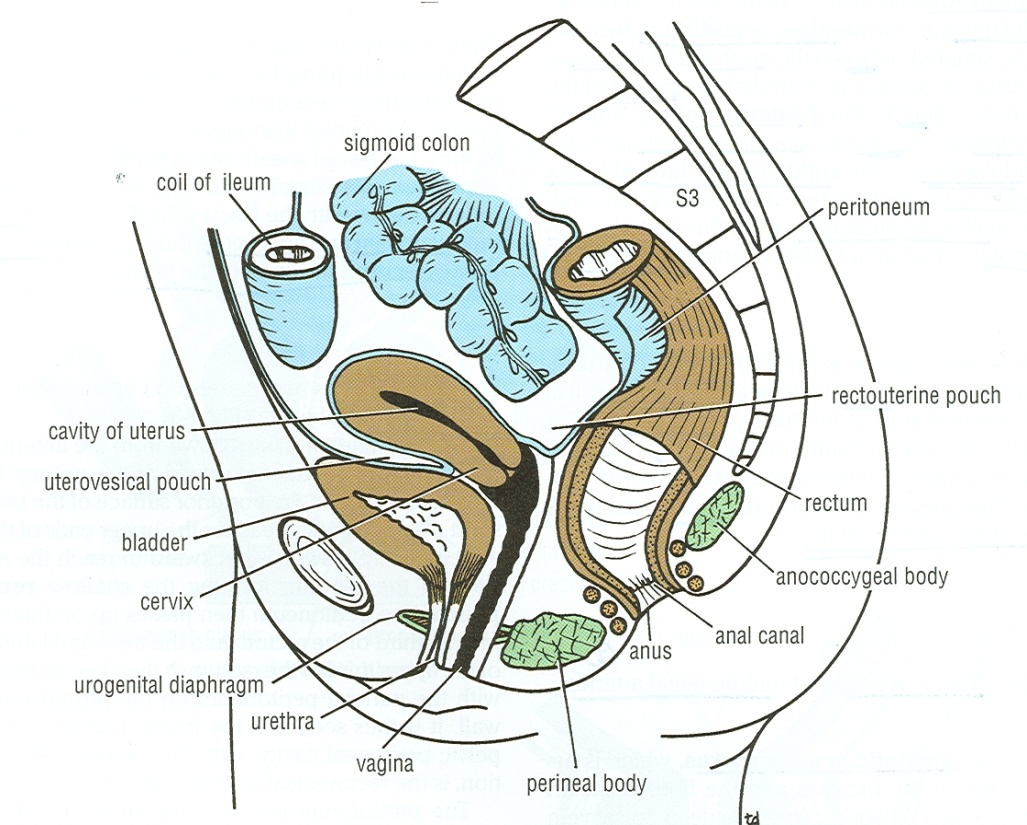 sigmoid colon
coil of ileum
S3
peritoneum
rectouterine pouch
cavity of uterus
uterovesical pouch
rectum
bladder
anococcygeal body
cervix
anal canal
anus
urogenital diaphragm
urethra
vagina
perineal body
td